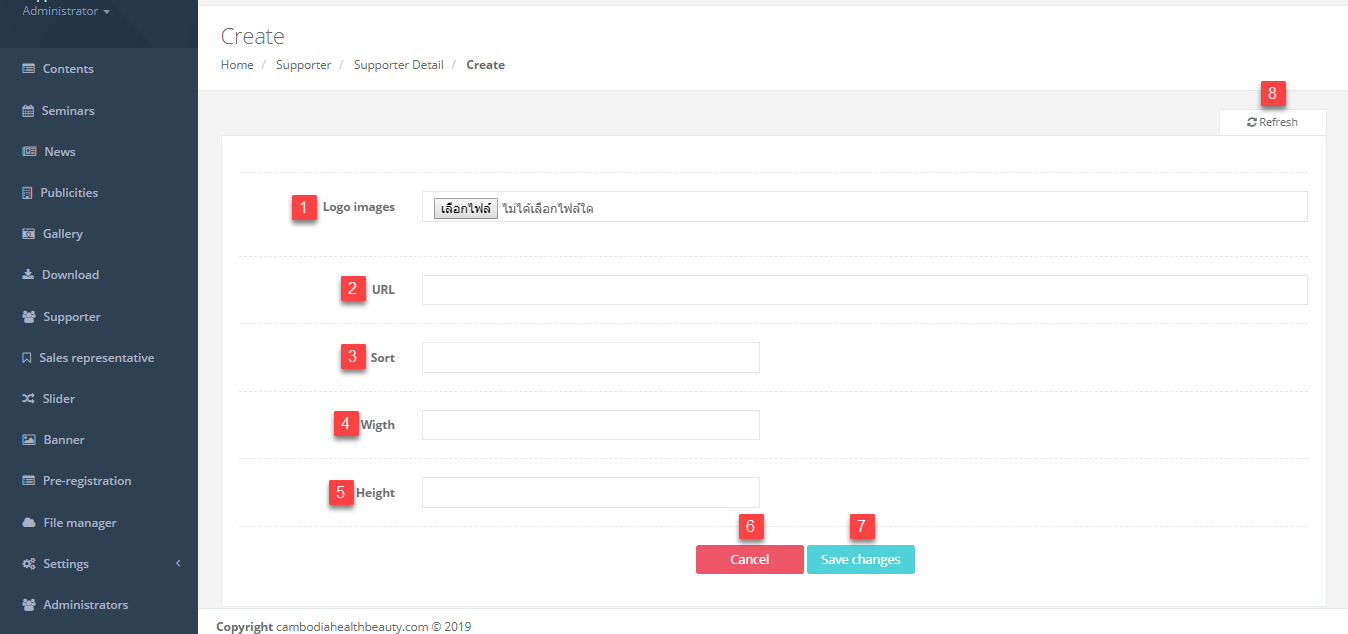 Administrator
Contents
Seminars
News
Publicities
Gallery
Download
Supporter
Sales representative
Slider
Banner
Pre-registration
File manager
Settings
Administrators
Create
Home / Supporter / Supporter Detail / Create
8
Refresh
1 Logo images เลือกไฟล์ ไม่ได้เลือกไฟล์ใด
2 URL
3 Sort
4 Wigth
5 Height
6 7
Cancel Save changes
Copyright cambodiahealthbeauty.com © 2019